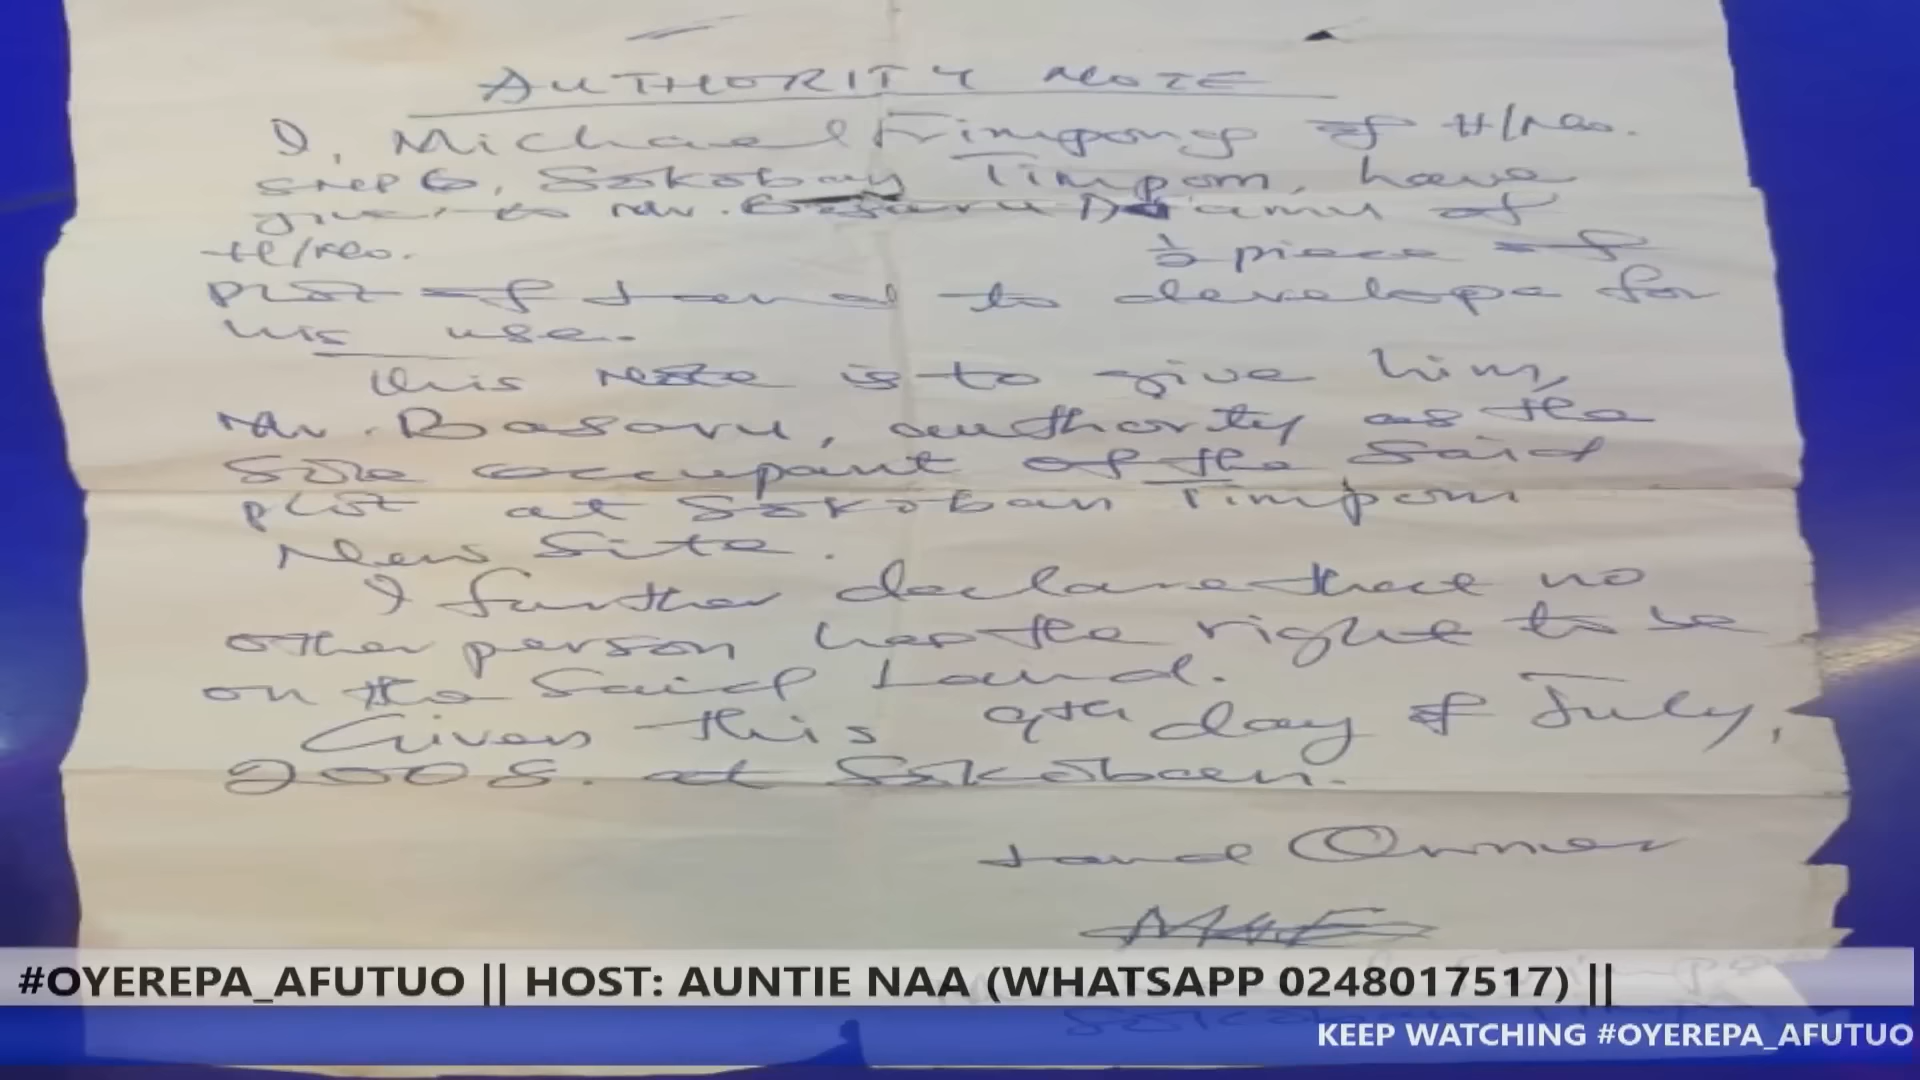 AUTHORITY NOTE
I, Michael Frimpong of H/No.
Step 6, Sokoban Timpom, have
given to Mr. Basaru of
H/No. ½ piece of
plot of land to develope for
his use.
This note is to give him,
Mr. Basaru, authority as the
sole occupant of the said
plot at Sokoban Timpom
New Site.
I further declare that no
other person has the right to be
on the said land.
Given this 9th day of July,
2008. at Sokoban.
Land Owner
#OYEREPA_AFUTUO || HOST: AUNTIE NAA (WHATSAPP 0248017517) ||
KEEP WATCHING #OYEREPA_AFUTUO